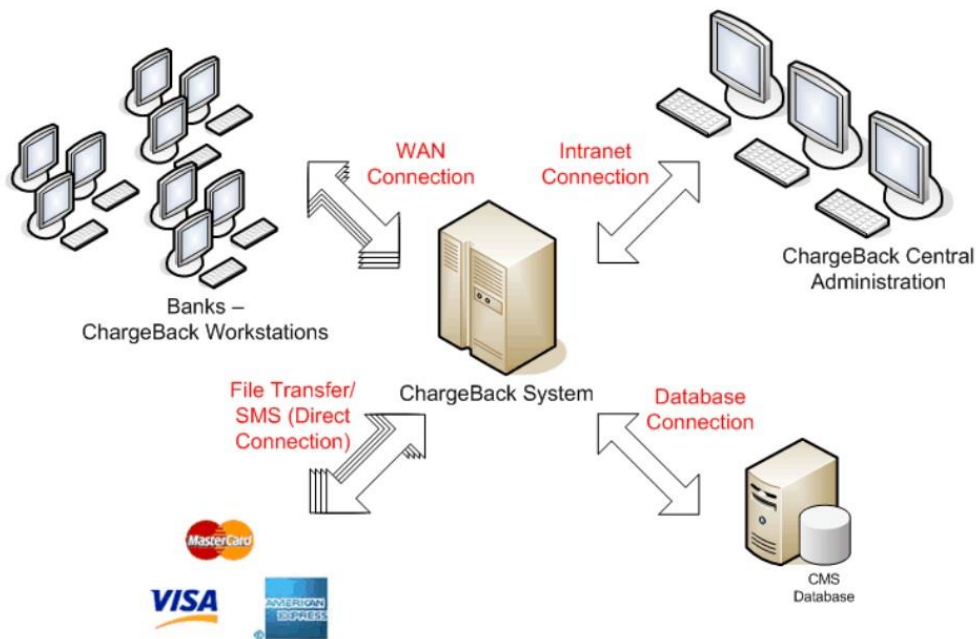 WAN
Connection
Intranet
Connection
ChargeBack Central
Administration
Banks –
ChargeBack Workstations
ChargeBack System
File Transfer/
SMS (Direct
Connection)
Database
Connection
MasterCard
VISA
AMERICAN
EXPRESS
®
CMS
Database